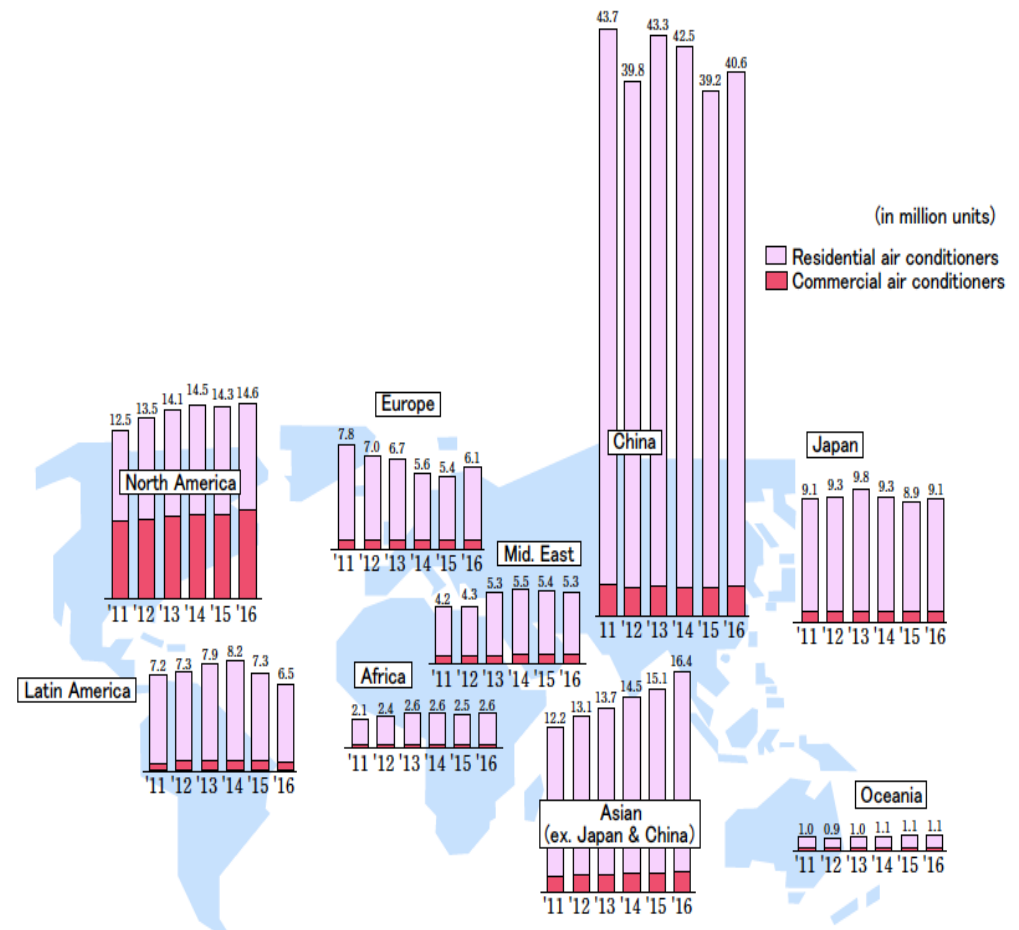 43.7
39.8
43.3
42.5
39.2
40.6
China
'11 '12 '13 '14 '15 '16
(in million units)
Residential air conditioners
Commercial air conditioners
12.5 13.5 14.1 14.5 14.3 14.6
North America
'11 '12 '13 '14 '15 '16
Europe
7.8 7.0 6.7 5.6 5.4 6.1
'11 '12 '13 '14 '15 '16
Japan
9.1 9.3 9.8 9.3 8.9 9.1
'11 '12 '13 '14 '15 '16
Mid. East
4.2 4.3 5.3 5.5 5.4 5.3
'11 '12 '13 '14 '15 '16
Latin America
7.2 7.3 7.9 8.2 7.3 6.5
'11 '12 '13 '14 '15 '16
Africa
2.1 2.4 2.6 2.6 2.5 2.6
'11 '12 '13 '14 '15 '16
12.2 13.1 13.7 14.5 15.1 16.4
Asian
(ex. Japan & China)
'11 '12 '13 '14 '15 '16
Oceania
1.0 0.9 1.0 1.1 1.1 1.1
'11 '12 '13 '14 '15 '16